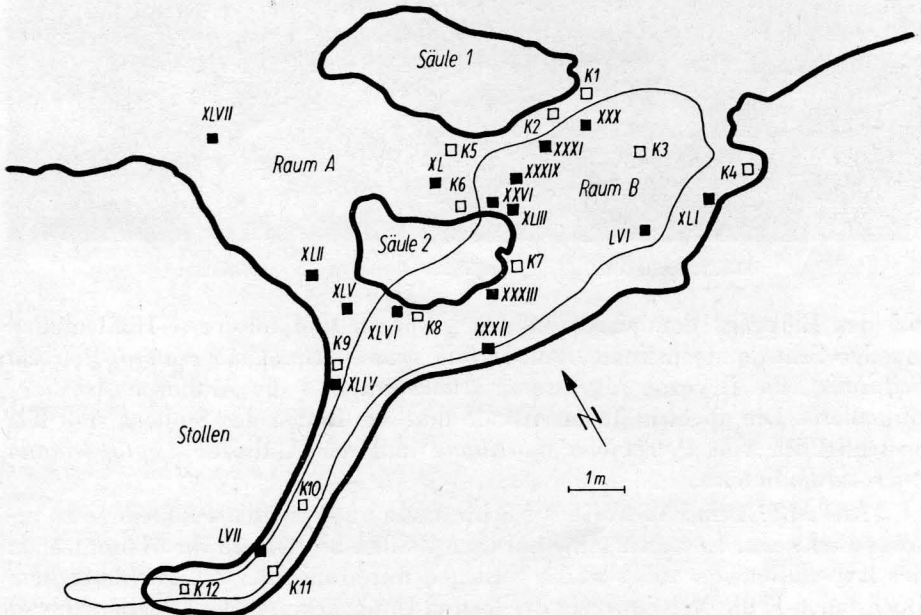 Säule 1
K1
XLVII
K2
XXX
K5
XXXI
K3
Raum A
XL
XXXIX
K4
K6
XXVI
Raum B
XLIII
XLI
LVI
Säule 2
XLII
K7
XLV
XXXIII
XLVI
K8
XXXII
K9
XLIV
N
Stollen
1 m
K10
LVII
K12
K11